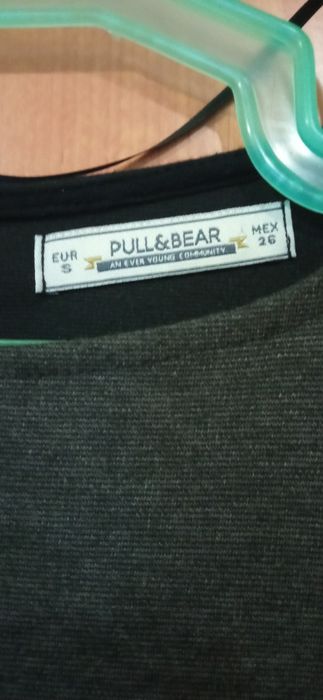 EUR
S
PULL&BEAR
AN EVER YOUNG COMMUNITY
MEX
26